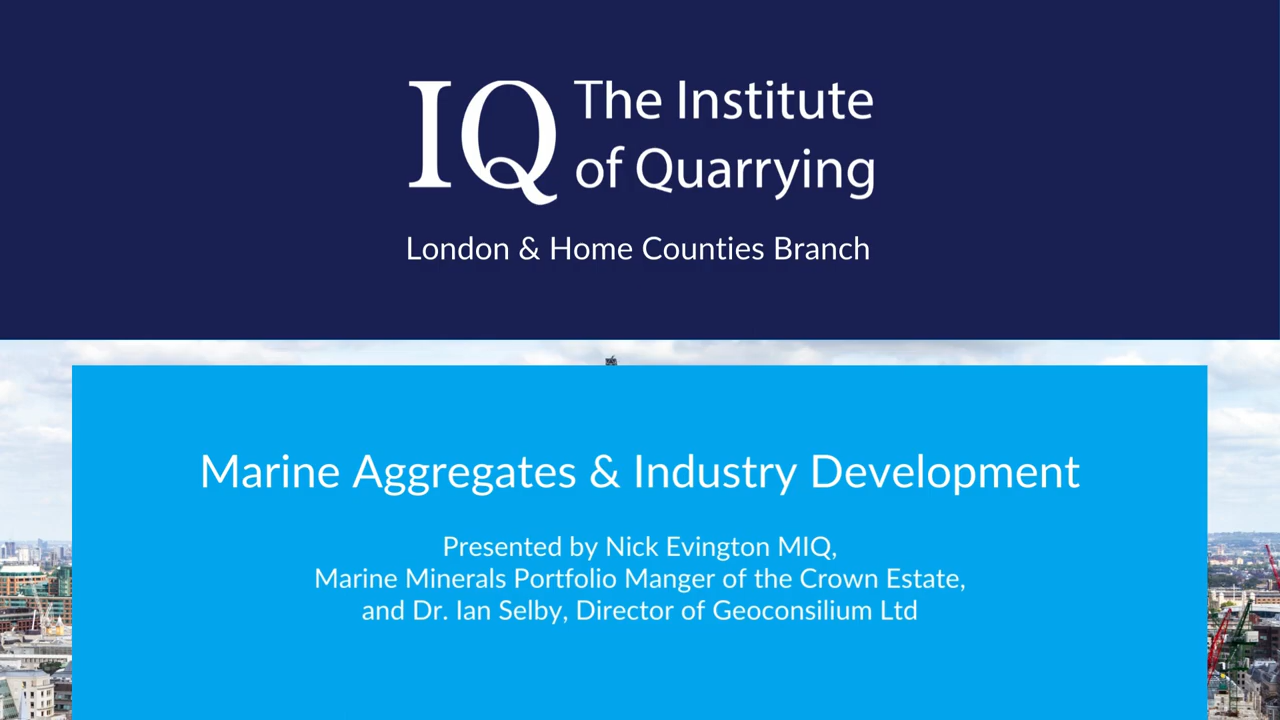 IQ The Institute
of Quarrying
London & Home Counties Branch
Marine Aggregates & Industry Development
Presented by Nick Evington MIQ,
Marine Minerals Portfolio Manger of the Crown Estate,
and Dr. Ian Selby, Director of Geoconsilium Ltd